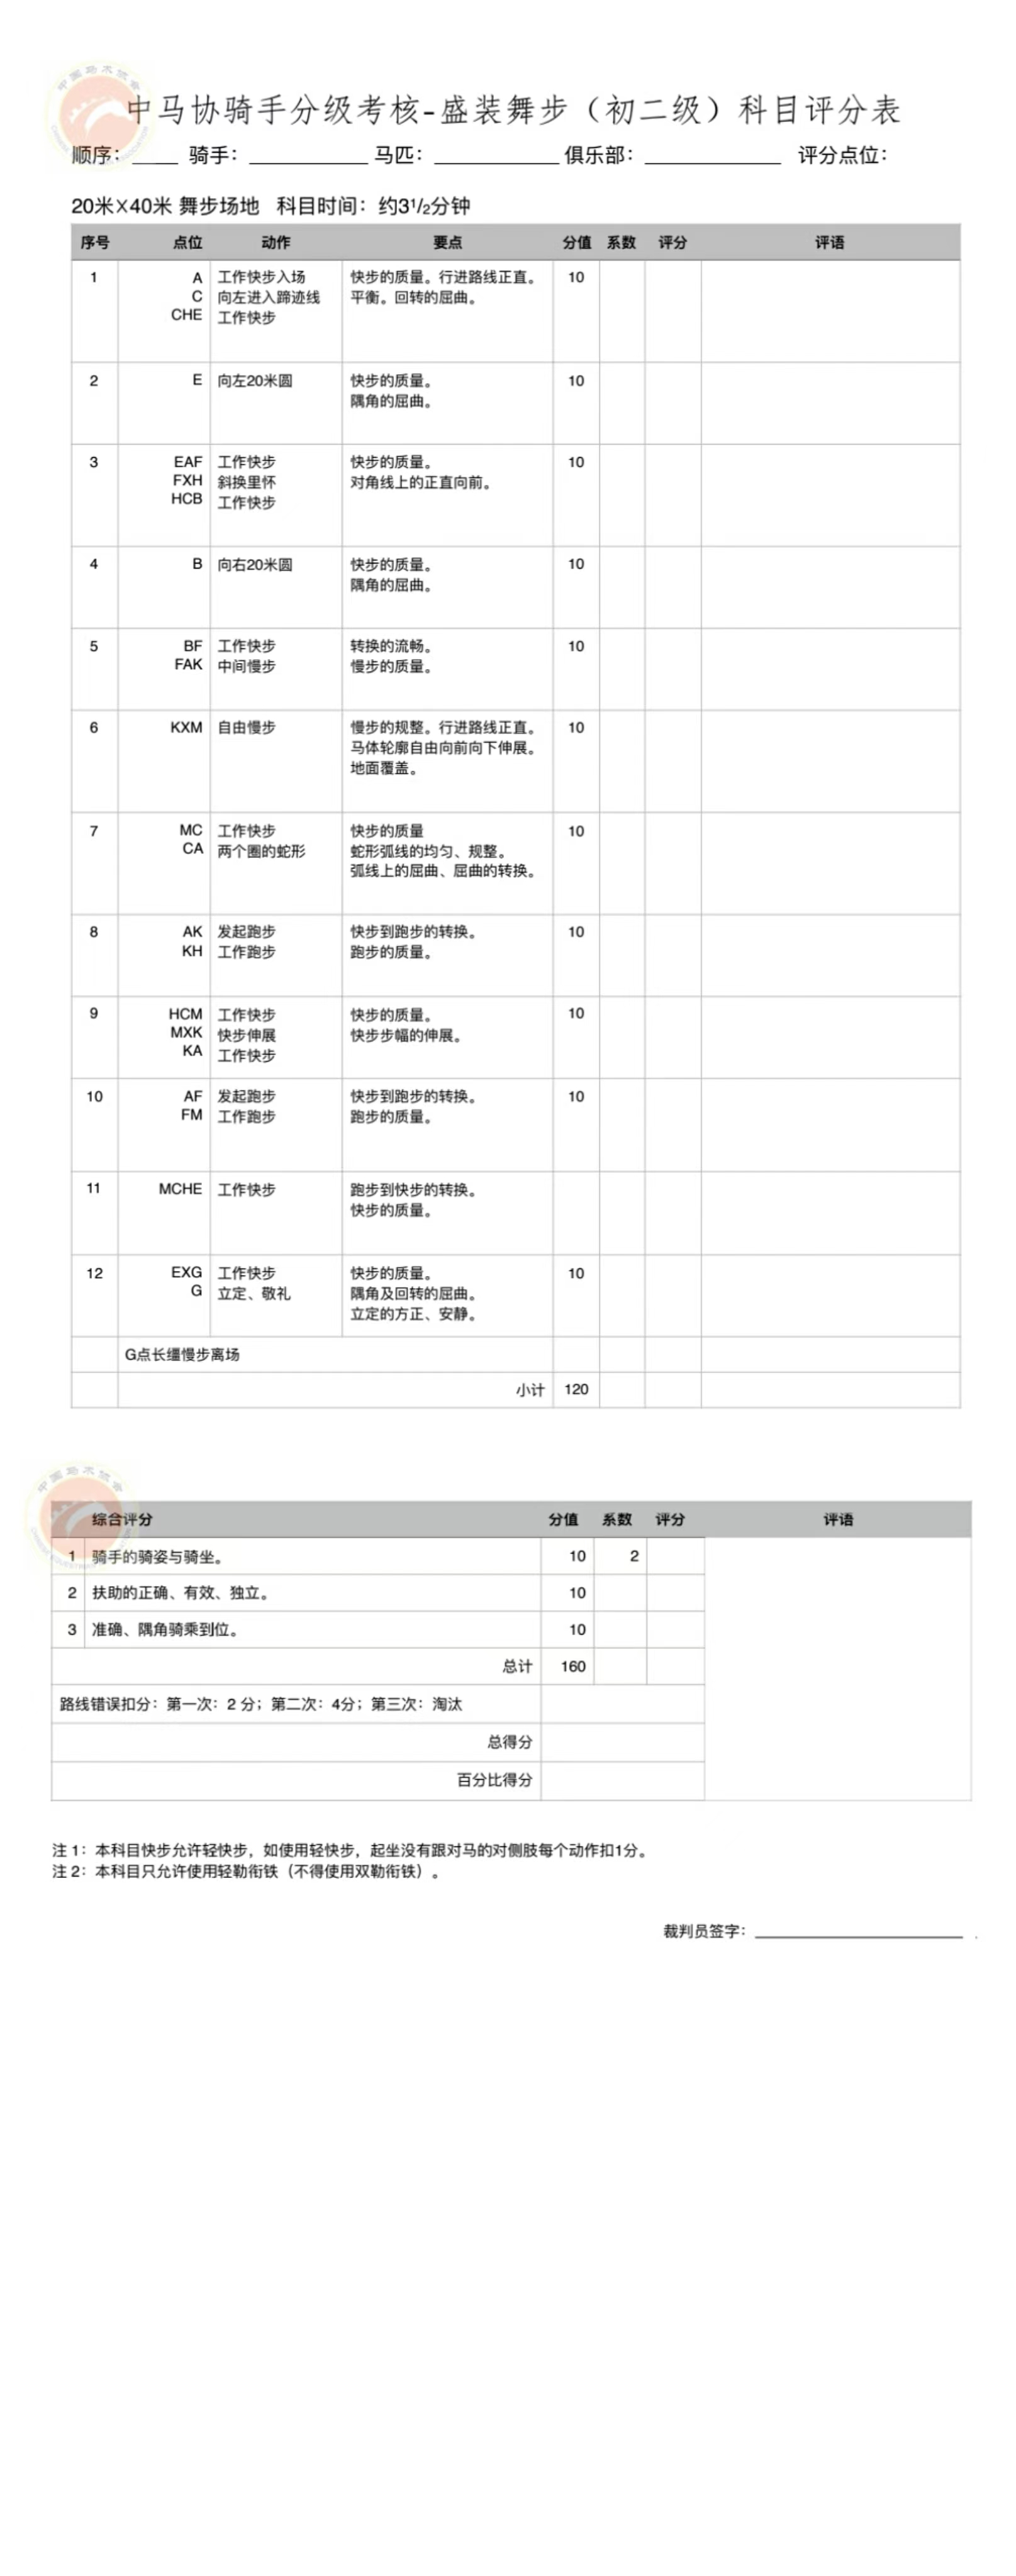 中马协骑手分级考核-盛装舞步（初二级）科目评分表
顺序：____ 骑手：__________ 马匹：__________ 俱乐部：__________ 评分点位：
20米×40米 舞步场地 科目时间：约3¹/₂分钟
序号 点位 动作 要点 分值 系数 评分 评语
1 A 工作快步入场 快步的质量。行进路线正直。 10
C 向左进入蹄迹线 平衡。回转的屈曲。
CHE 工作快步
2 E 向左20米圆 快步的质量。 10
隅角的屈曲。
3 EAF 工作快步 快步的质量。 10
FXH 斜换里怀 对角线上的正直向前。
HCB 工作快步
4 B 向右20米圆 快步的质量。 10
隅角的屈曲。
5 BF 工作快步 转换的流畅。 10
FAK 中间慢步 慢步的质量。
6 KXM 自由慢步 慢步的规整。行进路线正直。 10
马体轮廓自由向前向下伸展。
地面覆盖。
7 MC 工作快步 快步的质量 10
CA 两个圈的蛇形 蛇形弧线的均匀、规整。
弧线上的屈曲、屈曲的转换。
8 AK 发起跑步 快步到跑步的转换。 10
KH 工作跑步 跑步的质量。
9 HCM 工作快步 快步的质量。 10
MXK 快步伸展 快步步幅的伸展。
KA 工作快步
10 AF 发起跑步 快步到跑步的转换。 10
FM 工作跑步 跑步的质量。
11 MCHE 工作快步 跑步到快步的转换。
快步的质量。
12 EXG 工作快步 快步的质量。 10
G 立定、敬礼 隅角及回转的屈曲。
立定的方正、安静。
G点长缰慢步离场
小计 120
综合评分 分值 系数 评分 评语
1 骑手的骑姿与骑坐。 10 2
2 扶助的正确、有效、独立。 10
3 准确、隅角骑乘到位。 10
总计 160
路线错误扣分：第一次：2 分；第二次：4分；第三次：淘汰
总得分
百分比得分
注 1：本科目快步允许轻快步，如使用轻快步，起坐没有跟对马的对侧肢每个动作扣1分。
注 2：本科目只允许使用轻勒衔铁（不得使用双勒衔铁）。
裁判员签字：__________ .